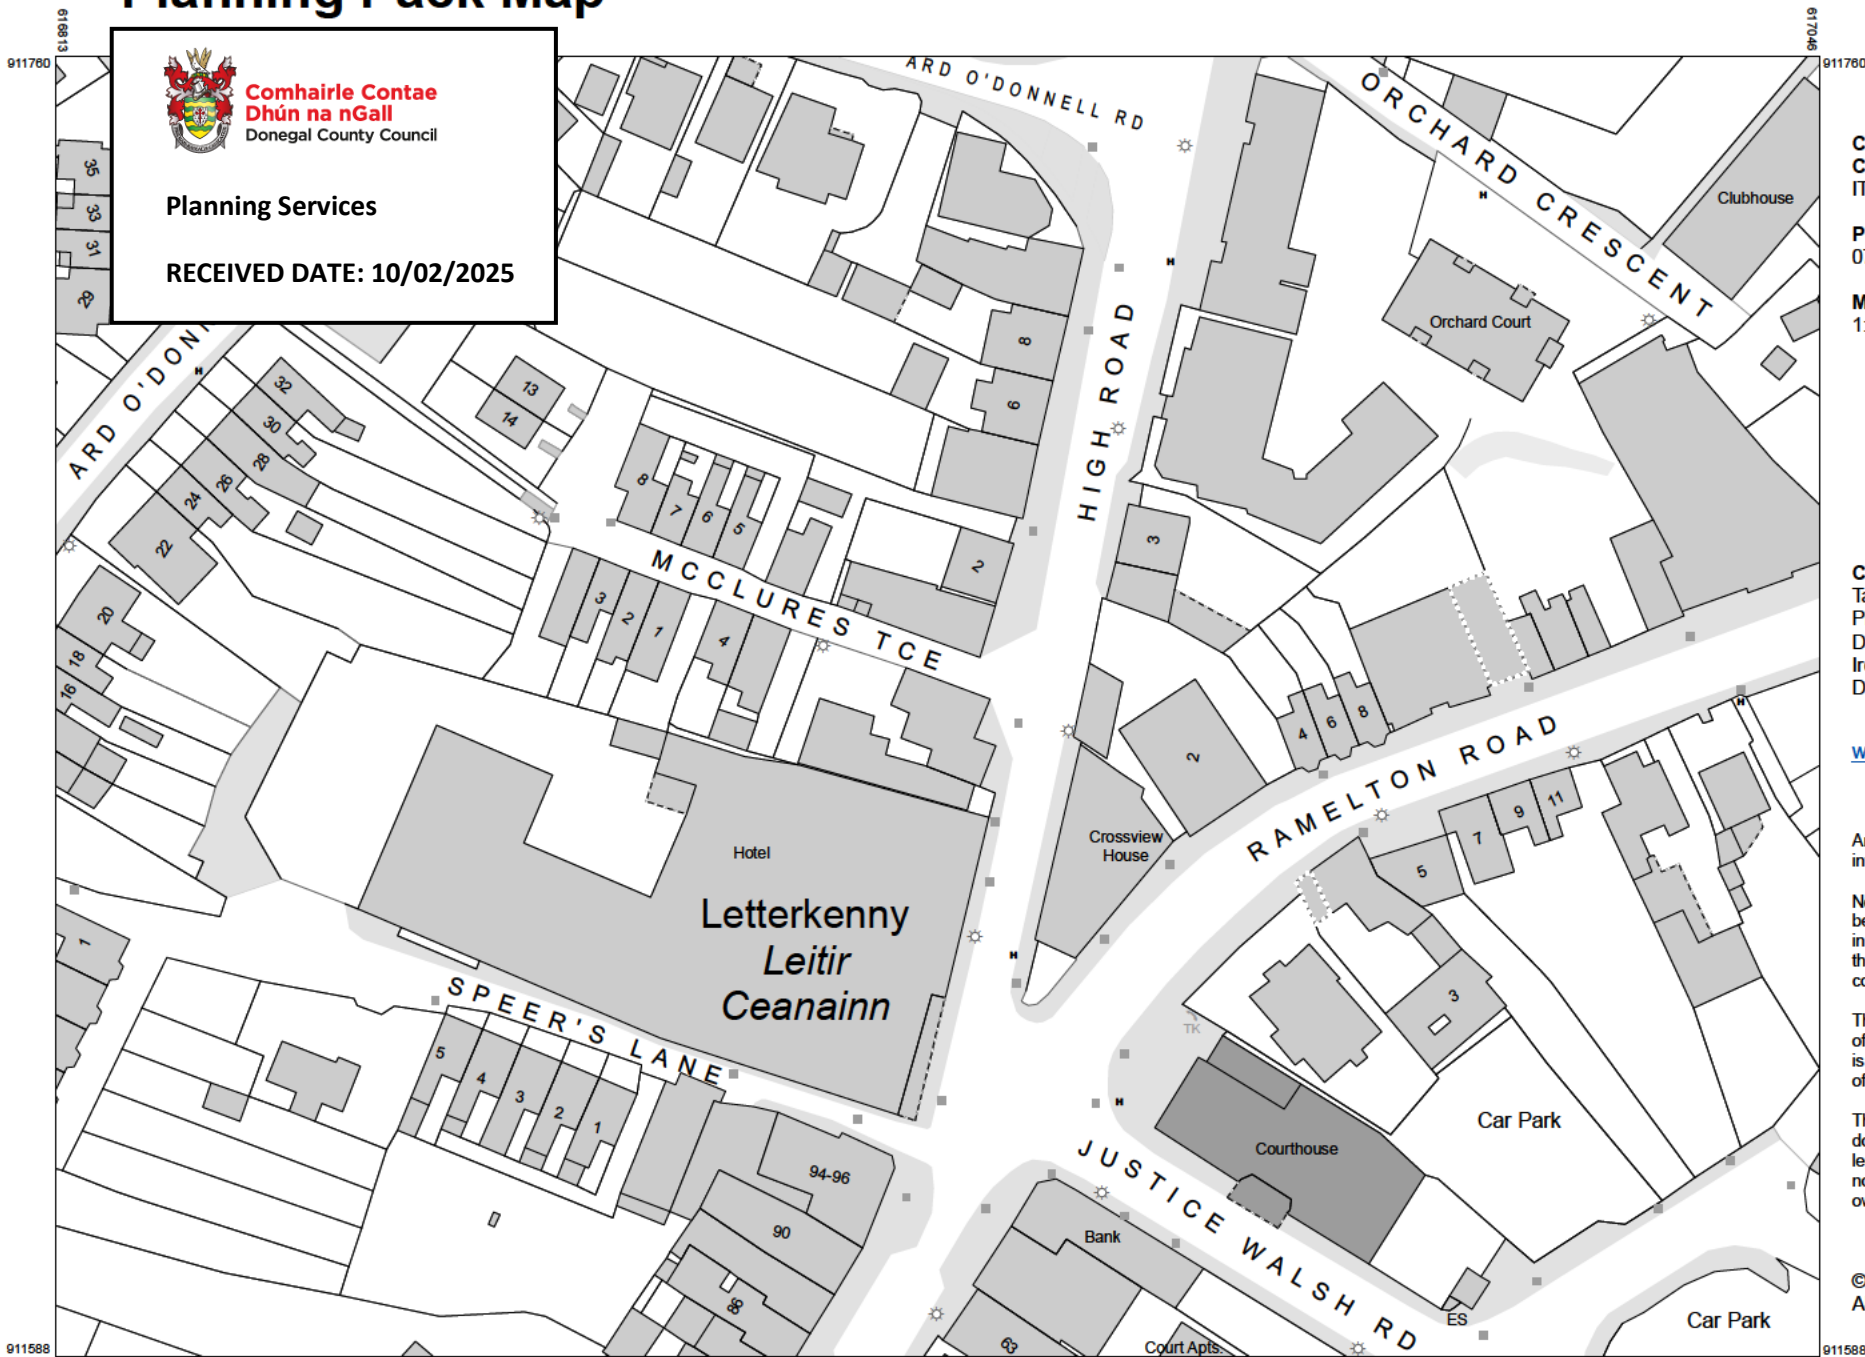 Planning Pack Map
616813
617046
911760
911760
Comhairle Contae
Dhún na nGall
Donegal County Council
Planning Services
RECEIVED DATE: 10/02/2025
ARD O'DONNELL RD
ORCHARD CRESCENT
Clubhouse
Orchard Court
HIGH ROAD
ARD O'DON
35
33
31
29
32
30
28
26
24
22
20
18
16
13
14
8
6
8
7
6
5
MCCLURES TCE
3
2
1
4
2
3
2
4
6
8
RAMELTON ROAD
Crossview
House
11
9
7
5
3
Hotel
Letterkenny
Leitir
Ceanainn
1
SPEER'S LANE
5
4
3
2
1
TK
Courthouse
Car Park
JUSTICE WALSH RD
94-96
90
Bank
63
Court Apts.
ES
Car Park
H
H
H
H
H
H
911588
911588